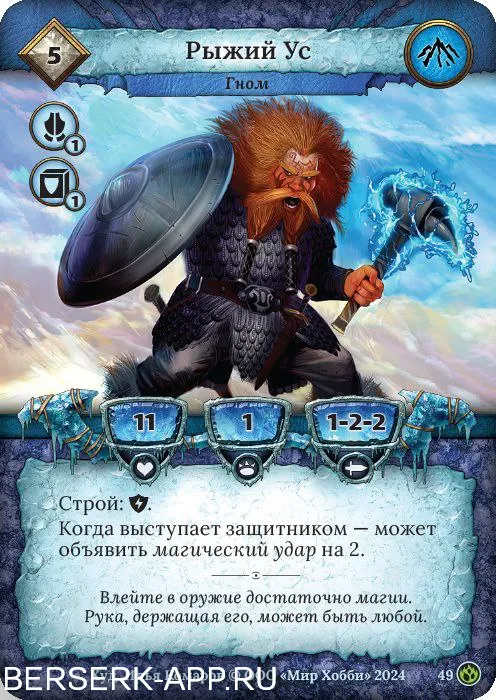 5
Рыжий Ус
Гном
1
1
11
1
1-2-2
Строй: .
Когда выступает защитником — может
объявить магический удар на 2.
Влейте в оружие достаточно магии.
Рука, держащая его, может быть любой.
© ООО «Мир Хобби» 2024
49
BERSERK-APP.RU